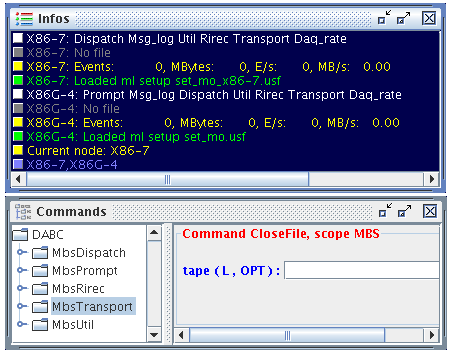 Infos
X86-7: Dispatch Msg_log Util Rirec Transport Daq_rate
X86-7: No file
X86-7: Events: 0, MBytes: 0, E/s: 0, MB/s: 0.00
X86-7: Loaded ml setup set_mo_x86-7.usf
X86G-4: Prompt Msg_log Dispatch Util Rirec Transport Daq_rate
X86G-4: No file
X86G-4: Events: 0, MBytes: 0, E/s: 0, MB/s: 0.00
X86G-4: Loaded ml setup set_mo.usf
Current node: X86-7
X86-7,X86G-4
Commands
DABC
MbsDispatch
MbsPrompt
MbsRirec
MbsTransport
MbsUtil
Command CloseFile, scope MBS
tape ( L , OPT ) :